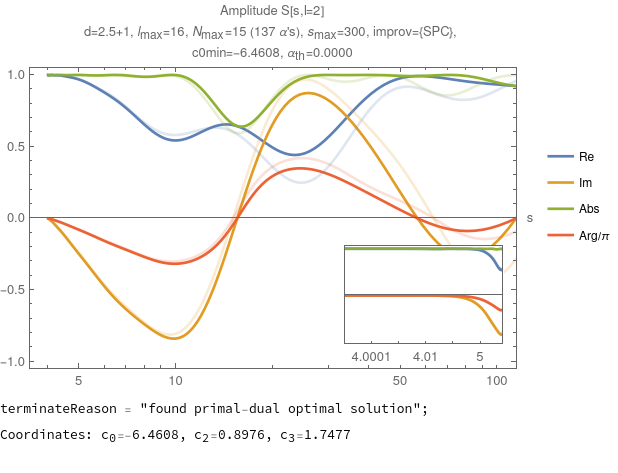 Amplitude S[s,l=2]
d=2.5+1, lmax=16, Nmax=15 (137 α's), smax=300, improv={SPC},
c0min=−6.4608, αth=0.0000
1.0
0.5
0.0
−0.5
−1.0
s
Re
Im
Abs
Arg/π
4.0001 4.01 5
5 10 50 100
terminateReason = "found primal-dual optimal solution";
Coordinates: c0=-6.4608, c2=0.8976, c3=1.7477